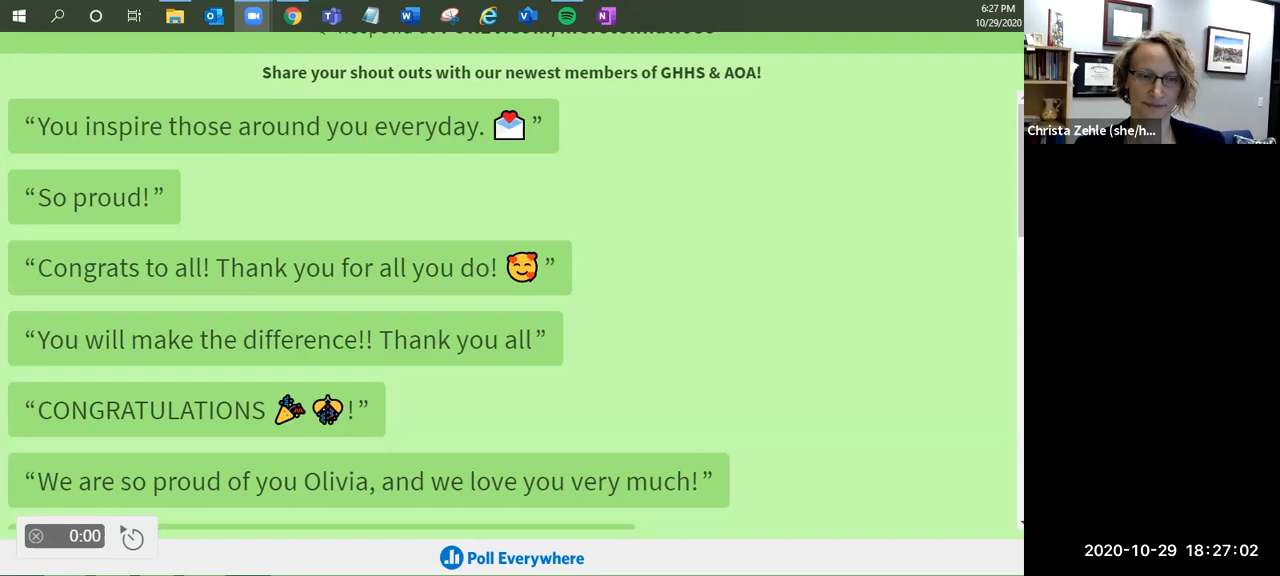 6:27 PM
10/29/2020
Respond at
Share your shout outs with our newest members of GHHS & AOA!
“You inspire those around you everyday. 💌”
“So proud!”
“Congrats to all! Thank you for all you do! 🥰”
“You will make the difference!! Thank you all”
“CONGRATULATIONS 🎉 🎊!”
“We are so proud of you Olivia, and we love you very much!”
0:00
Poll Everywhere
Christa Zehle (she/h...
2020-10-29 18:27:02